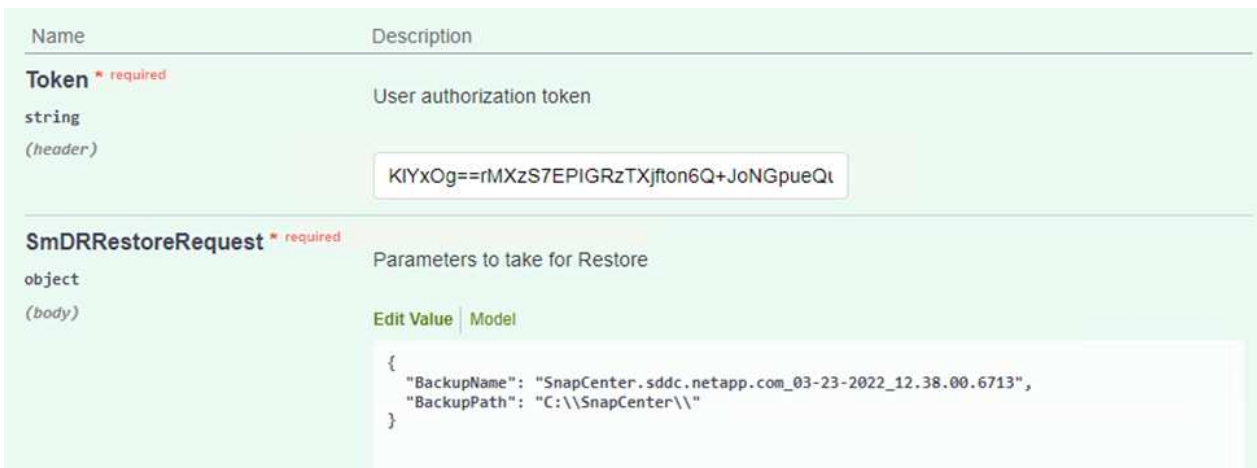 Name Description
Token * required
User authorization token
string
(header)
KlYxOg==rMXzS7EPIGRzTXjfton6Q+JoNGpueQu
SmDRRestoreRequest * required
Parameters to take for Restore
object
(body)
Edit Value Model
{
"BackupName": "SnapCenter.sddc.netapp.com_03-23-2022_12.38.00.6713",
"BackupPath": "C:\\SnapCenter\\"
}